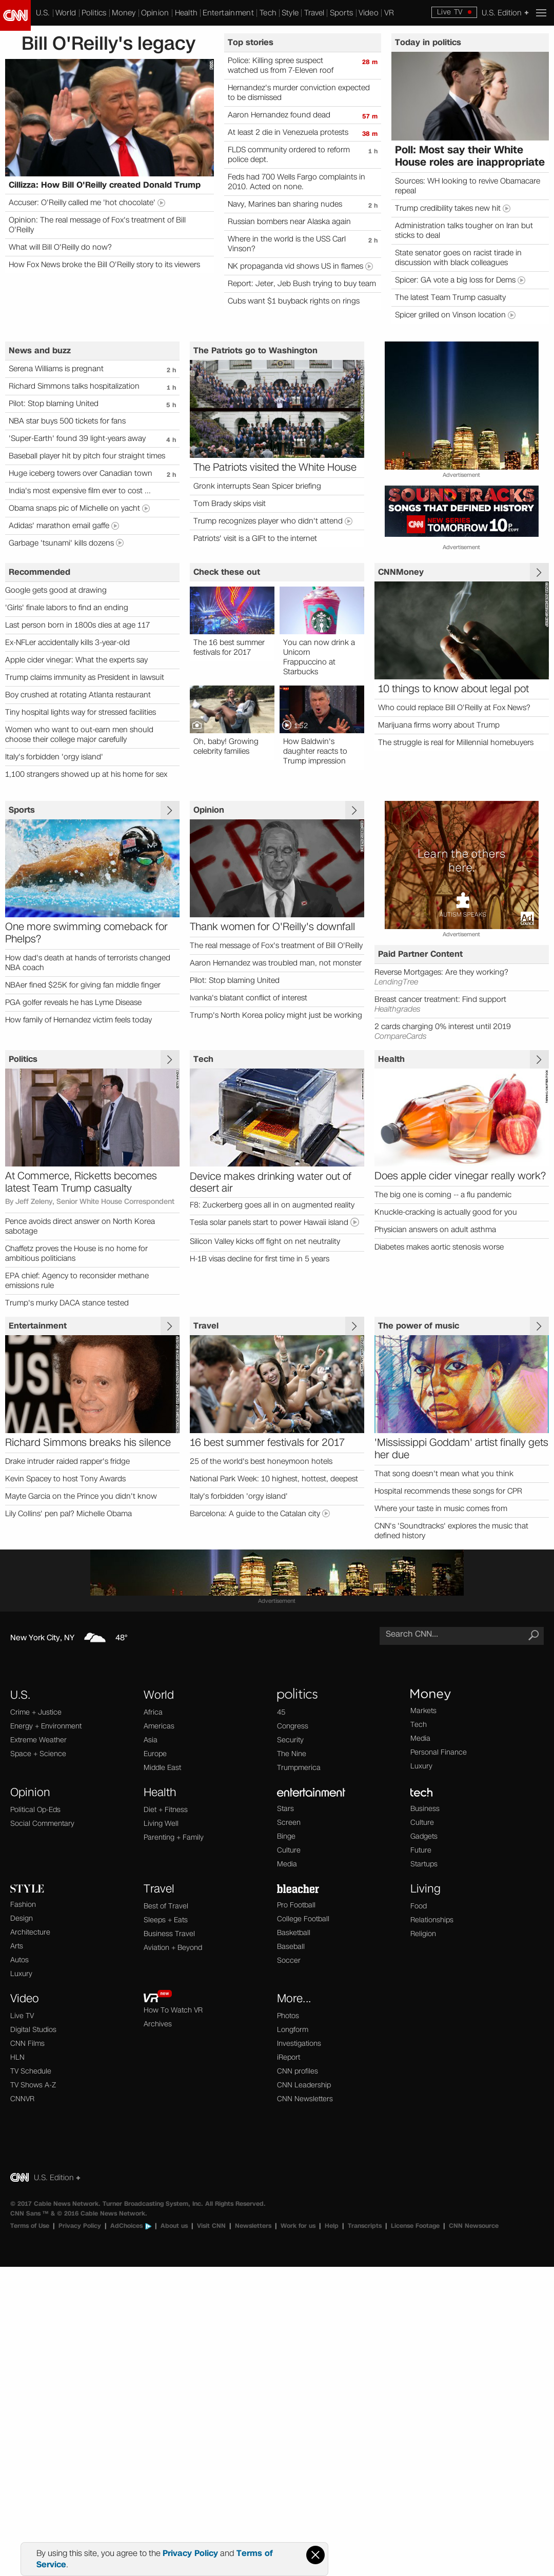 CNN
U.S. | World | Politics | Money | Opinion | Health | Entertainment | Tech | Style | Travel | Sports | Video | VR
Live TV
U.S. Edition +
Bill O'Reilly's legacy
Cillizza: How Bill O'Reilly created Donald Trump
Accuser: O'Reilly called me 'hot chocolate'
Opinion: The real message of Fox's treatment of Bill
O'Reilly
What will Bill O'Reilly do now?
How Fox News broke the Bill O'Reilly story to its viewers
Top stories
Police: Killing spree suspect
watched us from 7-Eleven roof
28 m
Hernandez's murder conviction expected
to be dismissed
Aaron Hernandez found dead
57 m
At least 2 die in Venezuela protests
38 m
FLDS community ordered to reform
police dept.
1 h
Feds had 700 Wells Fargo complaints in
2010. Acted on none.
Navy, Marines ban sharing nudes
2 h
Russian bombers near Alaska again
Where in the world is the USS Carl
Vinson?
2 h
NK propaganda vid shows US in flames
Report: Jeter, Jeb Bush trying to buy team
Cubs want $1 buyback rights on rings
Today in politics
Poll: Most say their White
House roles are inappropriate
Sources: WH looking to revive Obamacare
repeal
Trump credibility takes new hit
Administration talks tougher on Iran but
sticks to deal
State senator goes on racist tirade in
discussion with black colleagues
Spicer: GA vote a big loss for Dems
The latest Team Trump casualty
Spicer grilled on Vinson location
News and buzz
Serena Williams is pregnant
2 h
Richard Simmons talks hospitalization
1 h
Pilot: Stop blaming United
5 h
NBA star buys 500 tickets for fans
'Super-Earth' found 39 light-years away
4 h
Baseball player hit by pitch four straight times
Huge iceberg towers over Canadian town
2 h
India's most expensive film ever to cost ...
Obama snaps pic of Michelle on yacht
Adidas' marathon email gaffe
Garbage 'tsunami' kills dozens
The Patriots go to Washington
The Patriots visited the White House
Gronk interrupts Sean Spicer briefing
Tom Brady skips visit
Trump recognizes player who didn't attend
Patriots' visit is a GIFt to the internet
Advertisement
SOUNDTRACKS
SONGS THAT DEFINED HISTORY
CNN
NEW SERIES
TOMORROW 10P
Advertisement
Recommended
Google gets good at drawing
'Girls' finale labors to find an ending
Last person born in 1800s dies at age 117
Ex-NFLer accidentally kills 3-year-old
Apple cider vinegar: What the experts say
Trump claims immunity as President in lawsuit
Boy crushed at rotating Atlanta restaurant
Tiny hospital lights way for stressed facilities
Women who want to out-earn men should
choose their college major carefully
Italy's forbidden 'orgy island'
1,100 strangers showed up at his home for sex
Check these out
The 16 best summer
festivals for 2017
You can now drink a
Unicorn
Frappuccino at
Starbucks
Oh, baby! Growing
celebrity families
1:52
How Baldwin's
daughter reacts to
Trump impression
CNNMoney
10 things to know about legal pot
Who could replace Bill O'Reilly at Fox News?
Marijuana firms worry about Trump
The struggle is real for Millennial homebuyers
Sports
One more swimming comeback for
Phelps?
How dad's death at hands of terrorists changed
NBA coach
NBAer fined $25K for giving fan middle finger
PGA golfer reveals he has Lyme Disease
How family of Hernandez victim feels today
Opinion
Thank women for O'Reilly's downfall
The real message of Fox's treatment of Bill O'Reilly
Aaron Hernandez was troubled man, not monster
Pilot: Stop blaming United
Ivanka's blatant conflict of interest
Trump's North Korea policy might just be working
Learn the others
here.
AUTISM SPEAKS
Ad
Advertisement
Paid Partner Content
Reverse Mortgages: Are they working?
LendingTree
Breast cancer treatment: Find support
Healthgrades
2 cards charging 0% interest until 2019
CompareCards
Politics
At Commerce, Ricketts becomes
latest Team Trump casualty
By Jeff Zeleny, Senior White House Correspondent
Pence avoids direct answer on North Korea
sabotage
Chaffetz proves the House is no home for
ambitious politicians
EPA chief: Agency to reconsider methane
emissions rule
Trump's murky DACA stance tested
Tech
Device makes drinking water out of
desert air
F8: Zuckerberg goes all in on augmented reality
Tesla solar panels start to power Hawaii island
Silicon Valley kicks off fight on net neutrality
H-1B visas decline for first time in 5 years
Health
Does apple cider vinegar really work?
The big one is coming -- a flu pandemic
Knuckle-cracking is actually good for you
Physician answers on adult asthma
Diabetes makes aortic stenosis worse
Entertainment
Richard Simmons breaks his silence
Drake intruder raided rapper's fridge
Kevin Spacey to host Tony Awards
Mayte Garcia on the Prince you didn't know
Lily Collins' pen pal? Michelle Obama
Travel
16 best summer festivals for 2017
25 of the world's best honeymoon hotels
National Park Week: 10 highest, hottest, deepest
Italy's forbidden 'orgy island'
Barcelona: A guide to the Catalan city
The power of music
'Mississippi Goddam' artist finally gets
her due
That song doesn't mean what you think
Hospital recommends these songs for CPR
Where your taste in music comes from
CNN's 'Soundtracks' explores the music that
defined history
Advertisement
New York City, NY
48°
Search CNN...
U.S.
Crime + Justice
Energy + Environment
Extreme Weather
Space + Science
World
Africa
Americas
Asia
Europe
Middle East
politics
45
Congress
Security
The Nine
Trumpmerica
Money
Markets
Tech
Media
Personal Finance
Luxury
Opinion
Political Op-Eds
Social Commentary
Health
Diet + Fitness
Living Well
Parenting + Family
entertainment
Stars
Screen
Binge
Culture
Media
tech
Business
Culture
Gadgets
Future
Startups
STYLE
Fashion
Design
Architecture
Arts
Autos
Luxury
Travel
Best of Travel
Sleeps + Eats
Business Travel
Aviation + Beyond
bleacher
Pro Football
College Football
Basketball
Baseball
Soccer
Living
Food
Relationships
Religion
Video
Live TV
Digital Studios
CNN Films
HLN
TV Schedule
TV Shows A-Z
CNNVR
VR new
How To Watch VR
Archives
More...
Photos
Longform
Investigations
iReport
CNN profiles
CNN Leadership
CNN Newsletters
CNN U.S. Edition +
© 2017 Cable News Network. Turner Broadcasting System, Inc. All Rights Reserved.
CNN Sans ™ & © 2016 Cable News Network.
Terms of Use | Privacy Policy | AdChoices | About us | Visit CNN | Newsletters | Work for us | Help | Transcripts | License Footage | CNN Newsource
By using this site, you agree to the Privacy Policy and Terms of
Service.